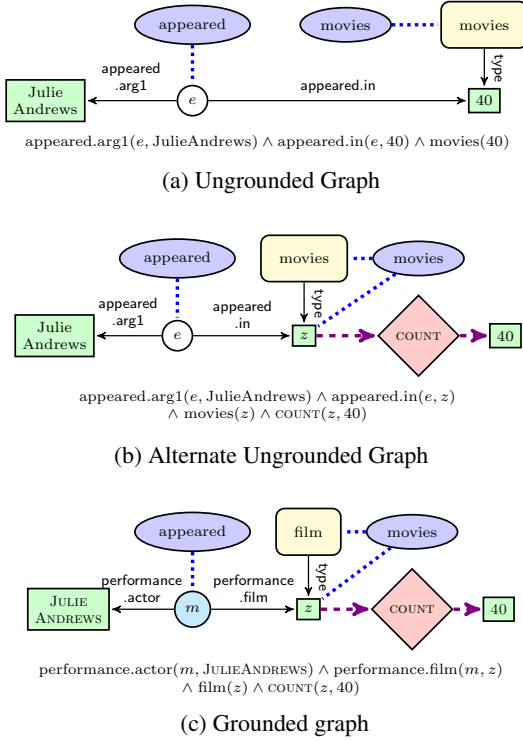 appeared
movies
movies
type
appeared
.arg1
appeared.in
Julie
Andrews
e
40
appeared.arg1(e, JulieAndrews) ∧ appeared.in(e, 40) ∧ movies(40)
(a) Ungrounded Graph
appeared
movies
movies
type
appeared
.arg1
appeared
.in
Julie
Andrews
e
z
COUNT
40
appeared.arg1(e, JulieAndrews) ∧ appeared.in(e, z)
∧ movies(z) ∧ COUNT(z, 40)
(b) Alternate Ungrounded Graph
appeared
film
movies
type
performance
.actor
performance
.film
JULIE
ANDREWS
m
z
COUNT
40
performance.actor(m, JULIEANDREWS) ∧ performance.film(m, z)
∧ film(z) ∧ COUNT(z, 40)
(c) Grounded graph